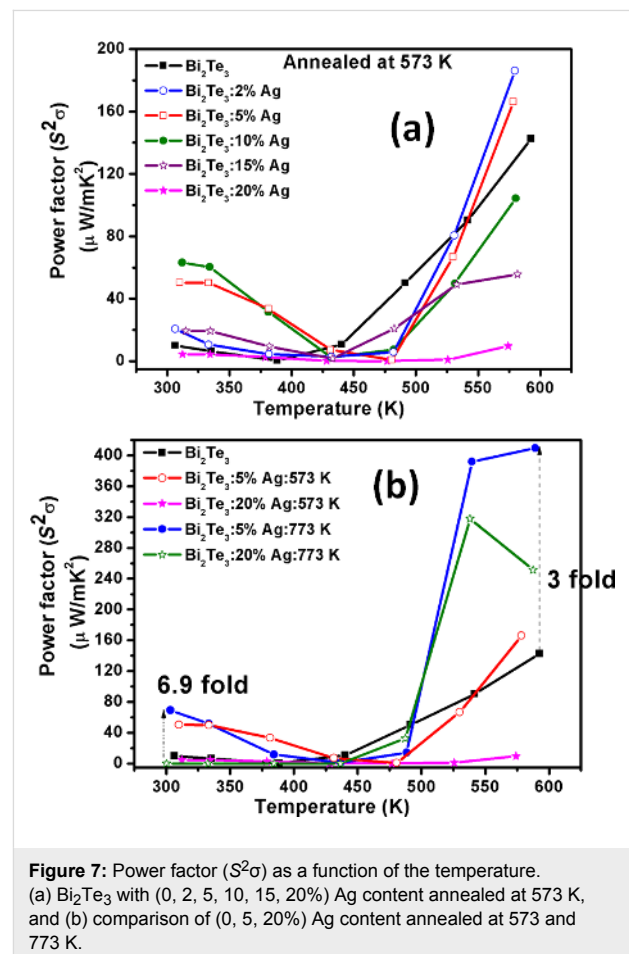 200
160
120
80
40
0
Power factor (S²σ)
(μ W/mK²)
Annealed at 573 K
(a)
Bi₂Te₃
Bi₂Te₃:2% Ag
Bi₂Te₃:5% Ag
Bi₂Te₃:10% Ag
Bi₂Te₃:15% Ag
Bi₂Te₃:20% Ag
300 350 400 450 500 550 600
Temperature (K)
400
360
320
280
240
200
160
120
80
40
0
Power factor (S²σ)
(μ W/mK²)
(b)
Bi₂Te₃
Bi₂Te₃:5% Ag:573 K
Bi₂Te₃:20% Ag:573 K
Bi₂Te₃:5% Ag:773 K
Bi₂Te₃:20% Ag:773 K
3 fold
6.9 fold
300 350 400 450 500 550 600
Temperature (K)
Figure 7: Power factor (S²σ) as a function of the temperature.
(a) Bi₂Te₃ with (0, 2, 5, 10, 15, 20%) Ag content annealed at 573 K,
and (b) comparison of (0, 5, 20%) Ag content annealed at 573 and
773 K.